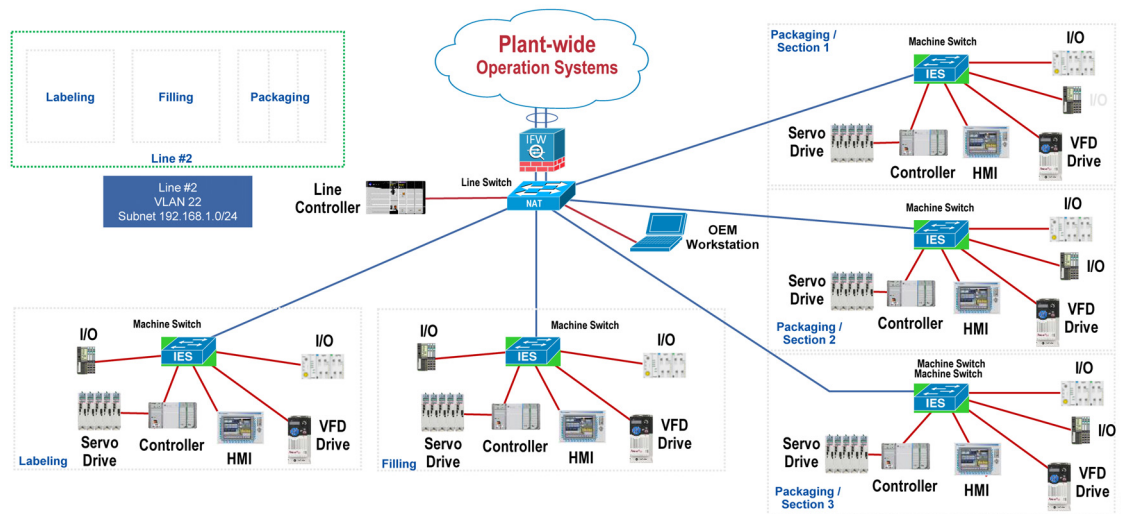 Labeling
Filling
Packaging
Line #2
Line #2
VLAN 22
Subnet 192.168.1.0/24
Plant-wide
Operation Systems
IFW
Line Switch
NAT
Line
Controller
OEM
Workstation
Packaging /
Section 1
Machine Switch
IES
I/O
I/O
Servo
Drive
Controller
HMI
VFD
Drive
Machine Switch
IES
I/O
I/O
Servo
Drive
Controller
HMI
VFD
Drive
Packaging /
Section 2
Machine Switch
Machine Switch
IES
I/O
I/O
Servo
Drive
Controller
HMI
VFD
Drive
Packaging /
Section 3
Machine Switch
I/O
IES
I/O
Servo
Drive
Controller
HMI
VFD
Drive
Labeling
Machine Switch
I/O
IES
I/O
Servo
Drive
Controller
HMI
VFD
Drive
Filling